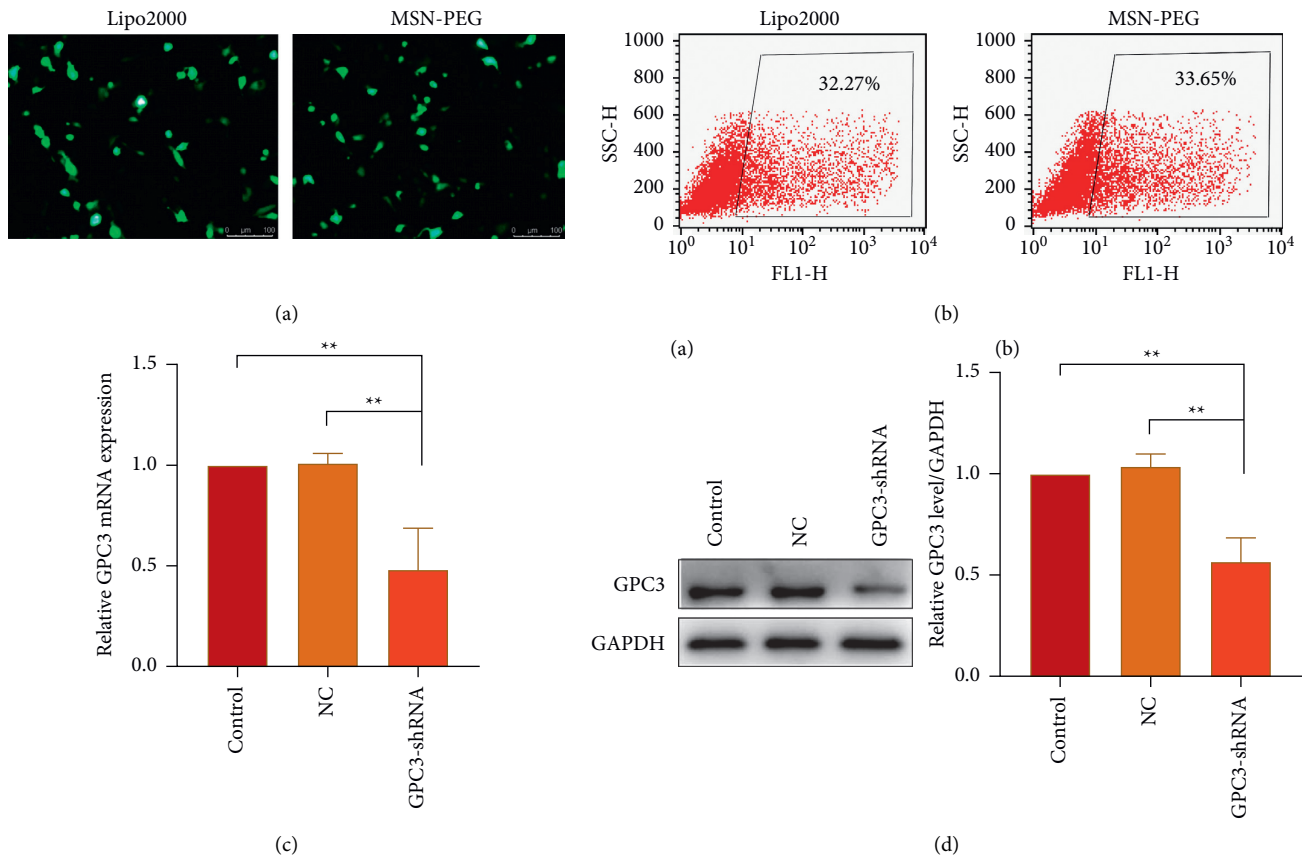 Lipo2000
MSN-PEG
0 μm 100
0 μm 100
(a)
Lipo2000
1000
800
600
400
200
0
SSC-H
32.27%
10^0 10^1 10^2 10^3 10^4
FL1-H
MSN-PEG
1000
800
600
400
200
0
SSC-H
33.65%
10^0 10^1 10^2 10^3 10^4
FL1-H
(b)
(a)
(b)
Relative GPC3 mRNA expression
1.5
1.0
0.5
1.0
**
**
Control
NC
GPC3-shRNA
(c)
Control
NC
GPC3-shRNA
GPC3
GAPDH
Relative GPC3 level/GAPDH
1.5
1.0
0.5
0.0
**
**
Control
NC
GPC3-shRNA
(d)